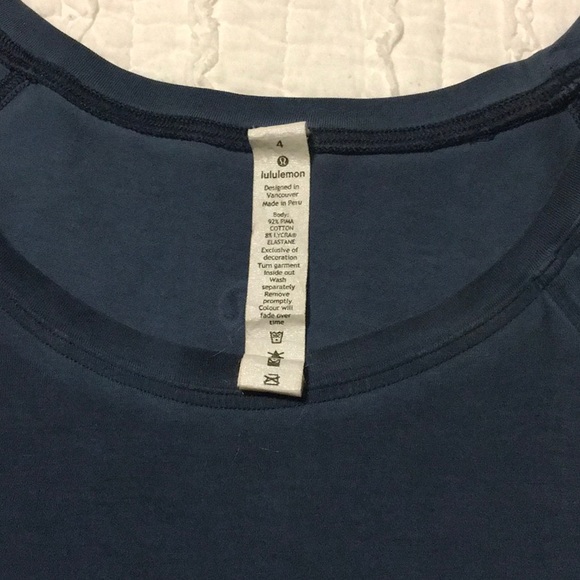 4
lululemon
Designed in
Vancouver
Made in Peru
Body:
92% PIMA
COTTON
8% LYCRA®
ELASTANE
Exclusive of
decoration
Turn garment
inside out
Wash
separately
Remove
promptly
Colour will
fade over
time